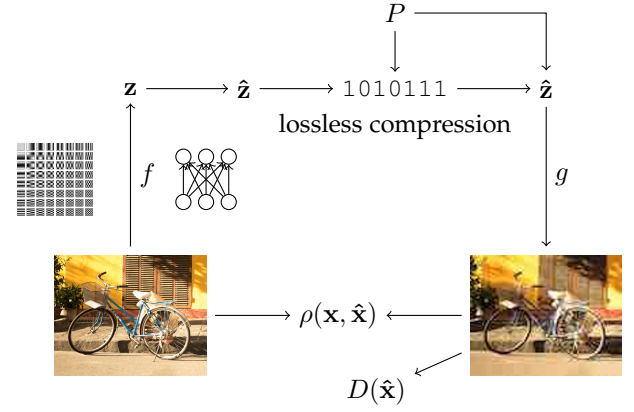 P
z ẑ 1010111 ẑ
lossless compression
f g
ρ(x, x̂)
D(x̂)